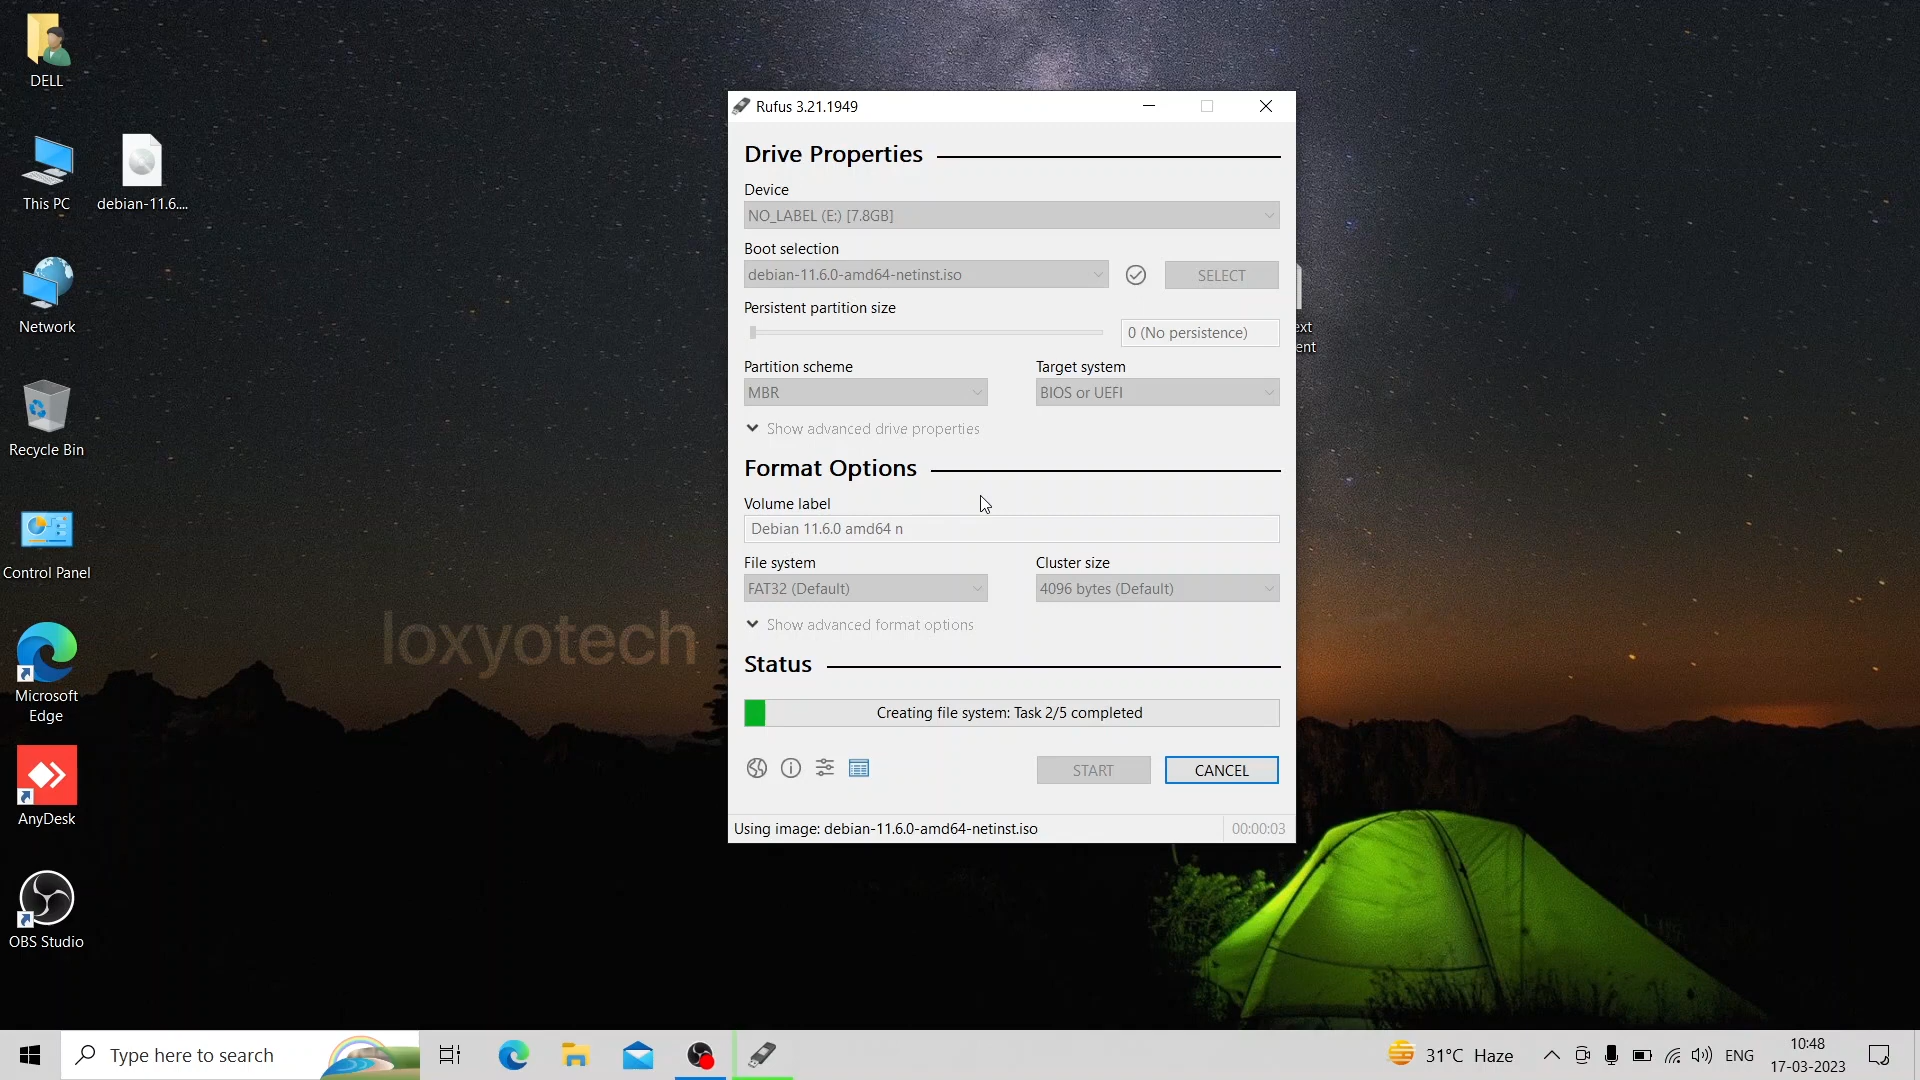 DELL
This PC
debian-11.6....
Network
Recycle Bin
Control Panel
Microsoft
Edge
AnyDesk
OBS Studio
loxyotech
Rufus 3.21.1949
Drive Properties
Device
NO_LABEL (E:) [7.8GB]
Boot selection
debian-11.6.0-amd64-netinst.iso
SELECT
Persistent partition size
0 (No persistence)
Partition scheme
Target system
MBR
BIOS or UEFI
Show advanced drive properties
Format Options
Volume label
Debian 11.6.0 amd64 n
File system
Cluster size
FAT32 (Default)
4096 bytes (Default)
Show advanced format options
Status
Creating file system: Task 2/5 completed
START
CANCEL
Using image: debian-11.6.0-amd64-netinst.iso
00:00:03
ext
ent
Type here to search
31°C Haze
ENG
10:48
17-03-2023